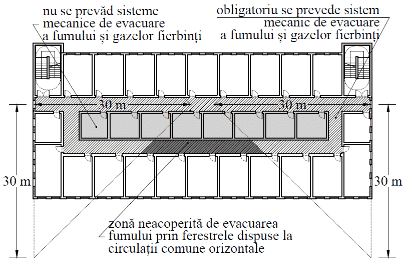 nu se prevăd sisteme
mecanice de evacuare
a fumului și gazelor fierbinți
obligatoriu se prevede sistem
mecanic de evacuare
a fumului și gazelor fierbinți
30 m
30 m
30 m
30 m
zonă neacoperită de evacuarea
fumului prin ferestrele dispuse la
circulații comune orizontale